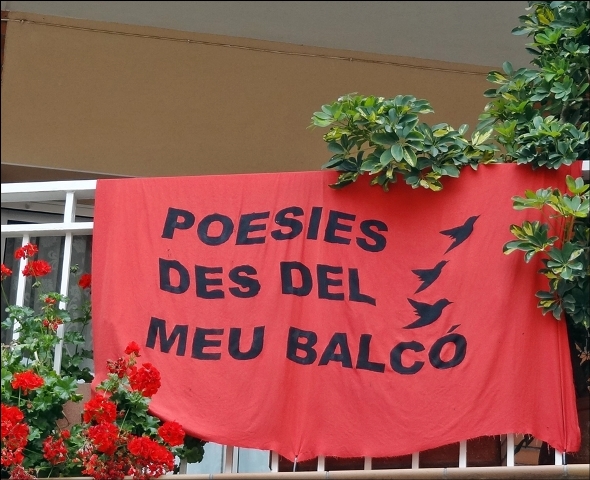 POESIES
DES DEL
MEU BALCÓ